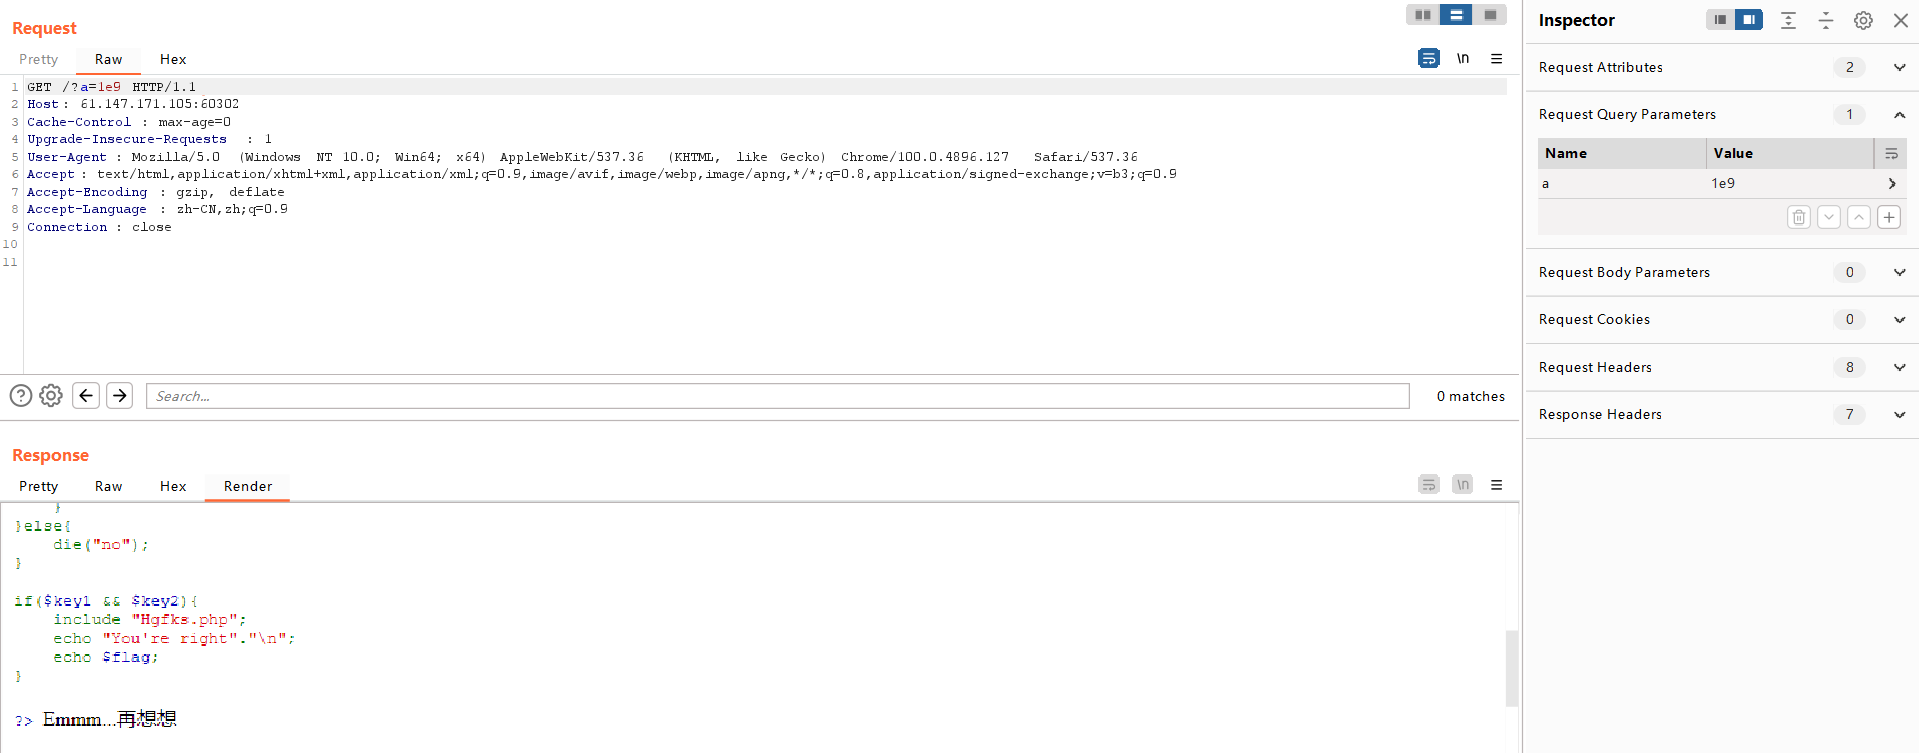 Request
Pretty Raw Hex \n
1 GET /?a=1e9 HTTP/1.1
2 Host: 61.147.171.105:60302
3 Cache-Control: max-age=0
4 Upgrade-Insecure-Requests: 1
5 User-Agent: Mozilla/5.0 (Windows NT 10.0; Win64; x64) AppleWebKit/537.36 (KHTML, like Gecko) Chrome/100.0.4896.127 Safari/537.36
6 Accept: text/html,application/xhtml+xml,application/xml;q=0.9,image/avif,image/webp,image/apng,*/*;q=0.8,application/signed-exchange;v=b3;q=0.9
7 Accept-Encoding: gzip, deflate
8 Accept-Language: zh-CN,zh;q=0.9
9 Connection: close
10
11
Search... 0 matches
Response
Pretty Raw Hex Render \n
}
}else{
die("no");
}
if($key1 && $key2){
include "Hgfks.php";
echo "You're right"."\n";
echo $flag;
}
?> Emmm...再想想
Inspector
Request Attributes 2
Request Query Parameters 1
Name Value
a 1e9
Request Body Parameters 0
Request Cookies 0
Request Headers 8
Response Headers 7